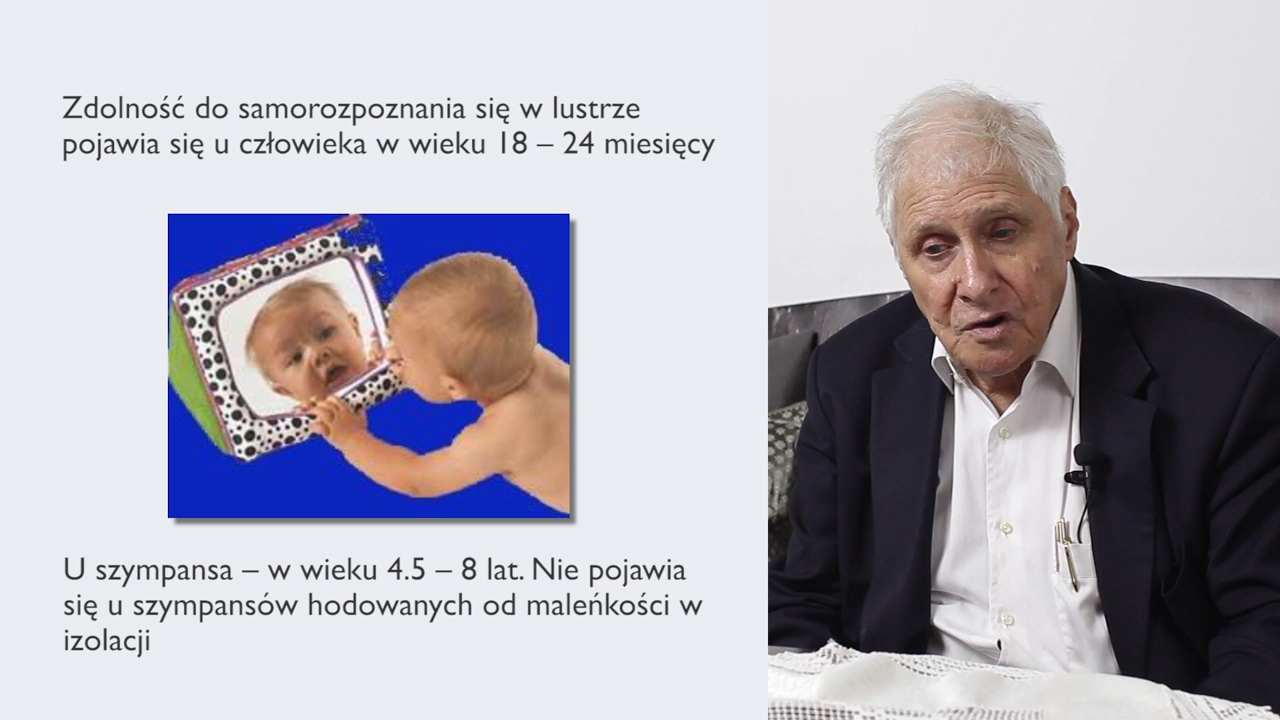 Zdolność do samorozpoznania się w lustrze
pojawia się u człowieka w wieku 18 – 24 miesięcy
U szympansa – w wieku 4.5 – 8 lat. Nie pojawia
się u szympansów hodowanych od maleńkości w
izolacji